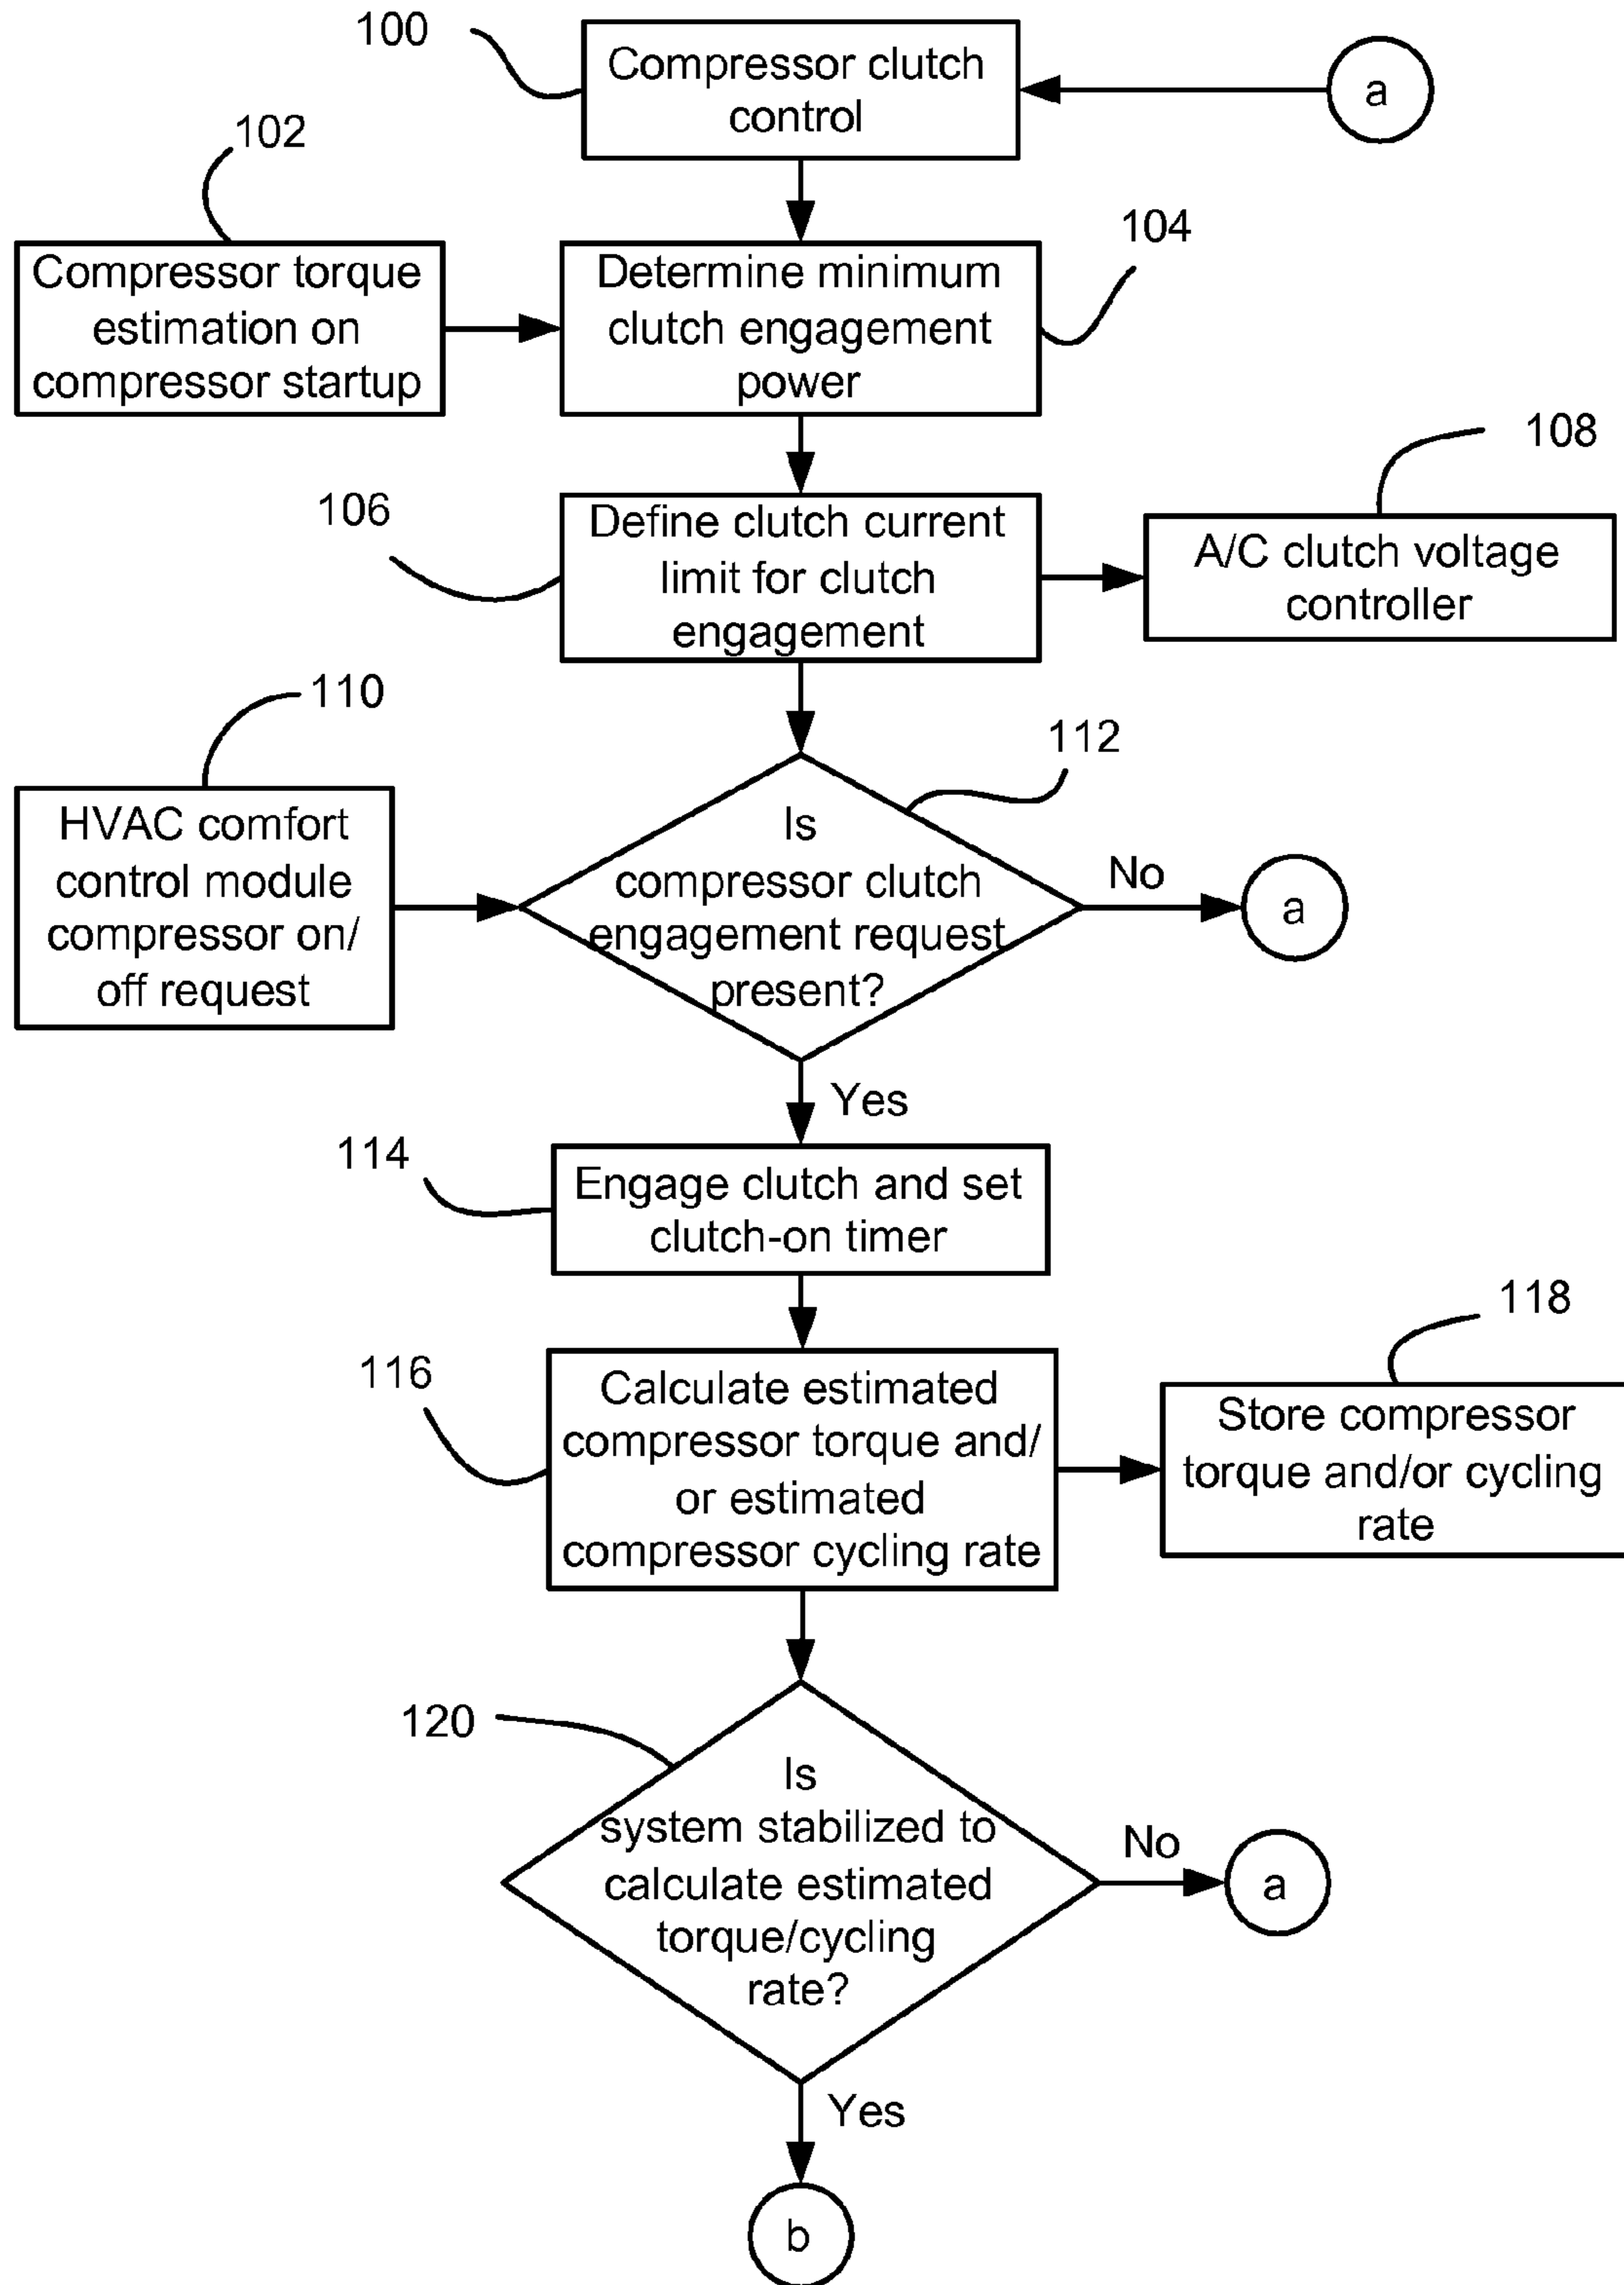 100
Compressor clutch
control
a
102
Compressor torque
estimation on
compressor startup
104
Determine minimum
clutch engagement
power
106
Define clutch current
limit for clutch
engagement
108
A/C clutch voltage
controller
110
HVAC comfort
control module
compressor on/
off request
112
Is
compressor clutch
engagement request
present?
No
a
Yes
114
Engage clutch and set
clutch-on timer
116
Calculate estimated
compressor torque and/
or estimated
compressor cycling rate
118
Store compressor
torque and/or cycling
rate
120
Is
system stabilized to
calculate estimated
torque/cycling
rate?
No
a
Yes
b